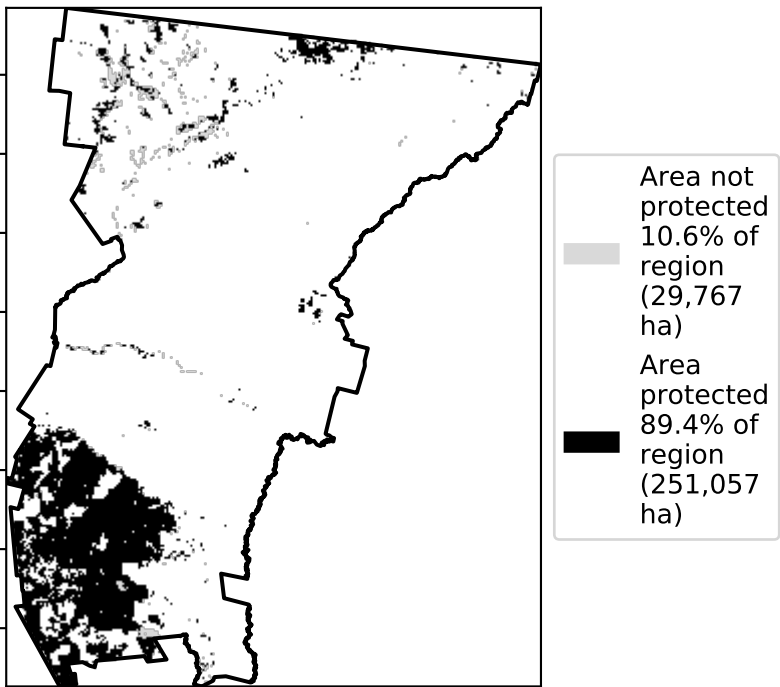 Area not
protected
10.6% of
region
(29,767
ha)
Area
protected
89.4% of
region
(251,057
ha)